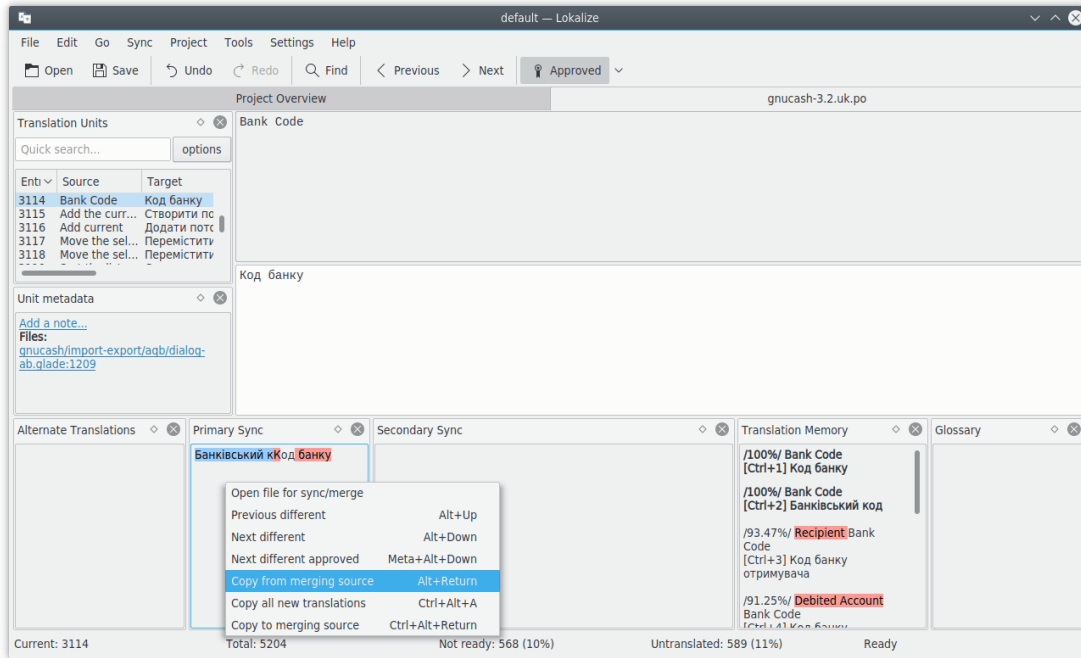 default — Lokalize
File Edit Go Sync Project Tools Settings Help
Open Save Undo Redo Find Previous Next Approved
Project Overview gnucash-3.2.uk.po
Translation Units
Quick search... options
Source Target
3114 Bank Code Код банку
3115 Add the curr... Створити
3116 Add current Додати
3117 Move the sel... Перемістити
3118 Move the sel... Перемістити
Unit metadata
Add a note...
Files:
gnucash/import-export/aqb/dialog-
ab.glade:1209
Bank Code
Код банку
Alternate Translations
Primary Sync
Банківський кКод банку
Open file for sync/merge
Previous different Alt+Up
Next different Alt+Down
Next different approved Meta+Alt+Down
Copy from merging source Alt+Return
Copy all new translations Ctrl+Alt+A
Copy to merging source Ctrl+Alt+Return
Secondary Sync
Translation Memory
/100%/ Bank Code
[Ctrl+1] Код банку
/100%/ Bank Code
[Ctrl+2] Банківський код
/93.47%/ Recipient Bank
Code
[Ctrl+3] Код банку
отримувача
/91.25%/ Debited Account
Bank Code
[Ctrl+4] Код банку
Glossary
Current: 3114 Total: 5204 Not ready: 568 (10%) Untranslated: 589 (11%) Ready